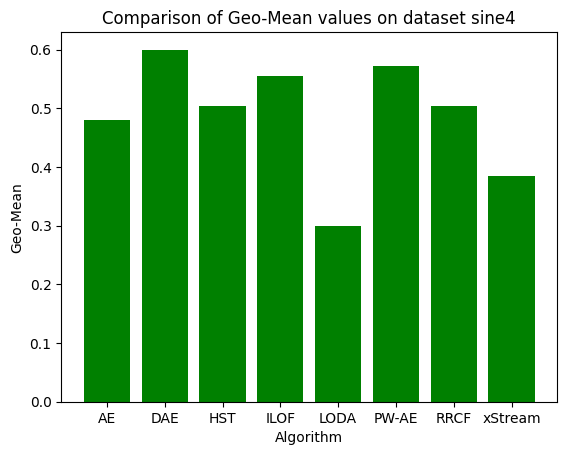 Comparison of Geo-Mean values on dataset sine4
0.6
0.5
0.4
0.3
0.2
0.1
0.0
Geo-Mean
AE DAE HST ILOF LODA PW-AE RRCF xStream
Algorithm